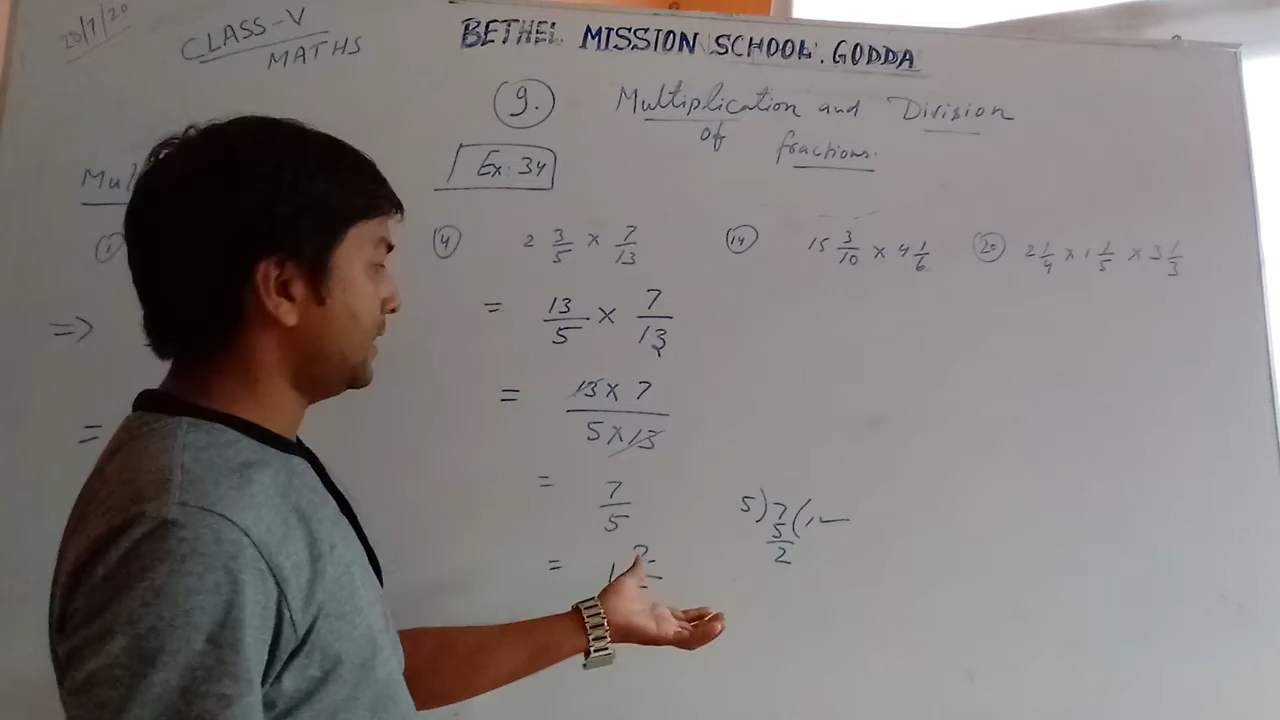 28/7/20
CLASS-V
MATHS
BETHEL MISSION SCHOOL. GODDA
9. Multiplication and Division
of fractions.
Ex: 34
4 2 3/5 × 7/13
= 13/5 × 7/13
= 13 × 7 / 5 × 13
= 7/5
= 1
5) 7 ( 1
5
2
14 15 3/10 × 4 1/6
20 2 1/4 × 1 1/5 × 3 1/3
=>
=